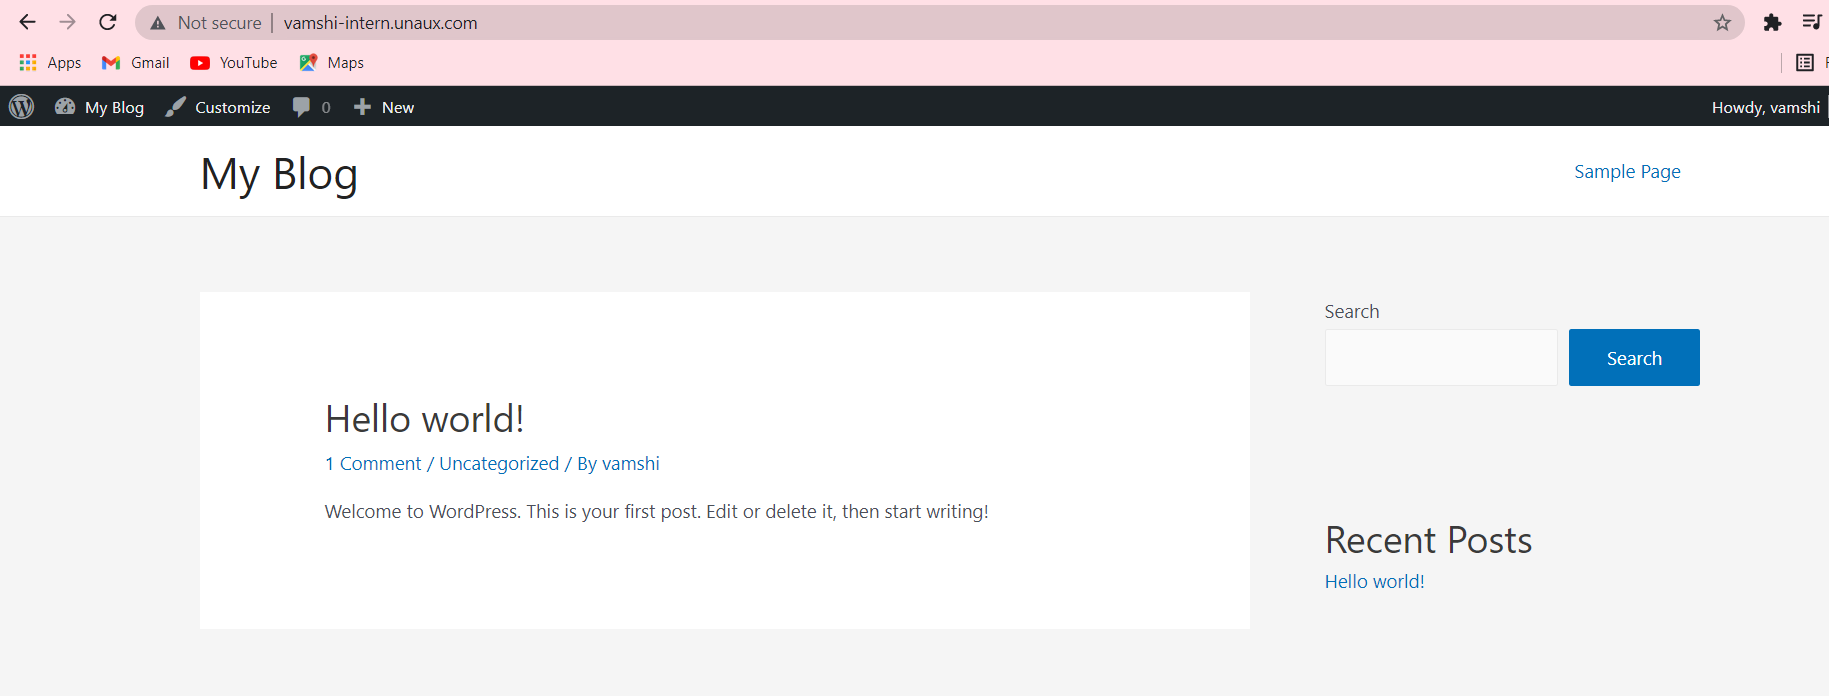 Not secure | vamshi-intern.unaux.com
Apps Gmail YouTube Maps
My Blog Customize 0 New Howdy, vamshi
My Blog
Sample Page
Hello world!
1 Comment / Uncategorized / By vamshi
Welcome to WordPress. This is your first post. Edit or delete it, then start writing!
Search
Search
Recent Posts
Hello world!